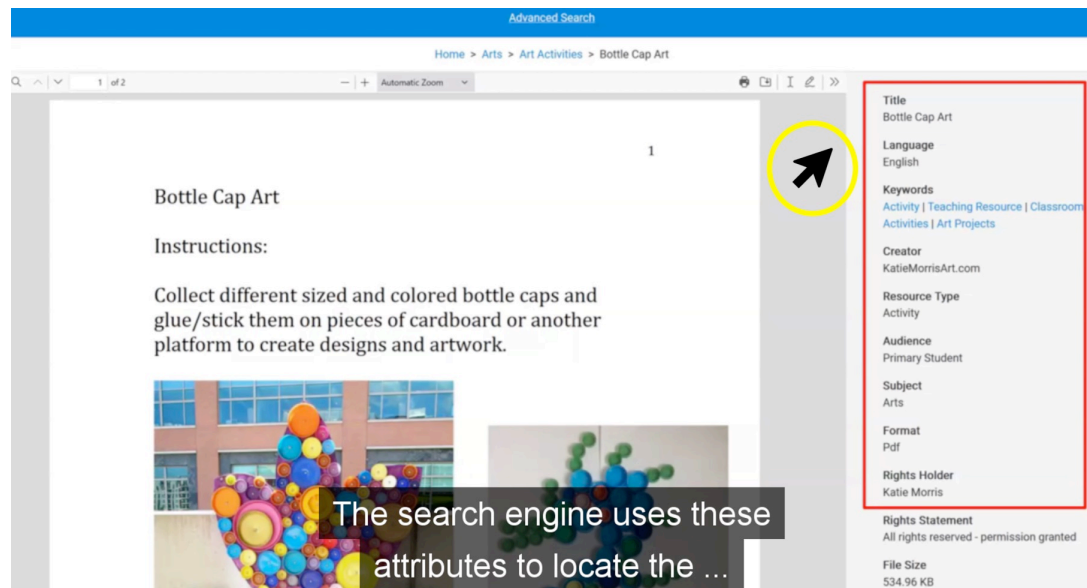 Advanced Search
Home > Arts > Art Activities > Bottle Cap Art
1 of 2
Automatic Zoom
1
Bottle Cap Art
Instructions:
Collect different sized and colored bottle caps and
glue/stick them on pieces of cardboard or another
platform to create designs and artwork.
Title
Bottle Cap Art
Language
English
Keywords
Activity | Teaching Resource | Classroom
Activities | Art Projects
Creator
KatieMorrisArt.com
Resource Type
Activity
Audience
Primary Student
Subject
Arts
Format
Pdf
Rights Holder
Katie Morris
Rights Statement
All rights reserved - permission granted
File Size
534.96 KB
The search engine uses these
attributes to locate the ...